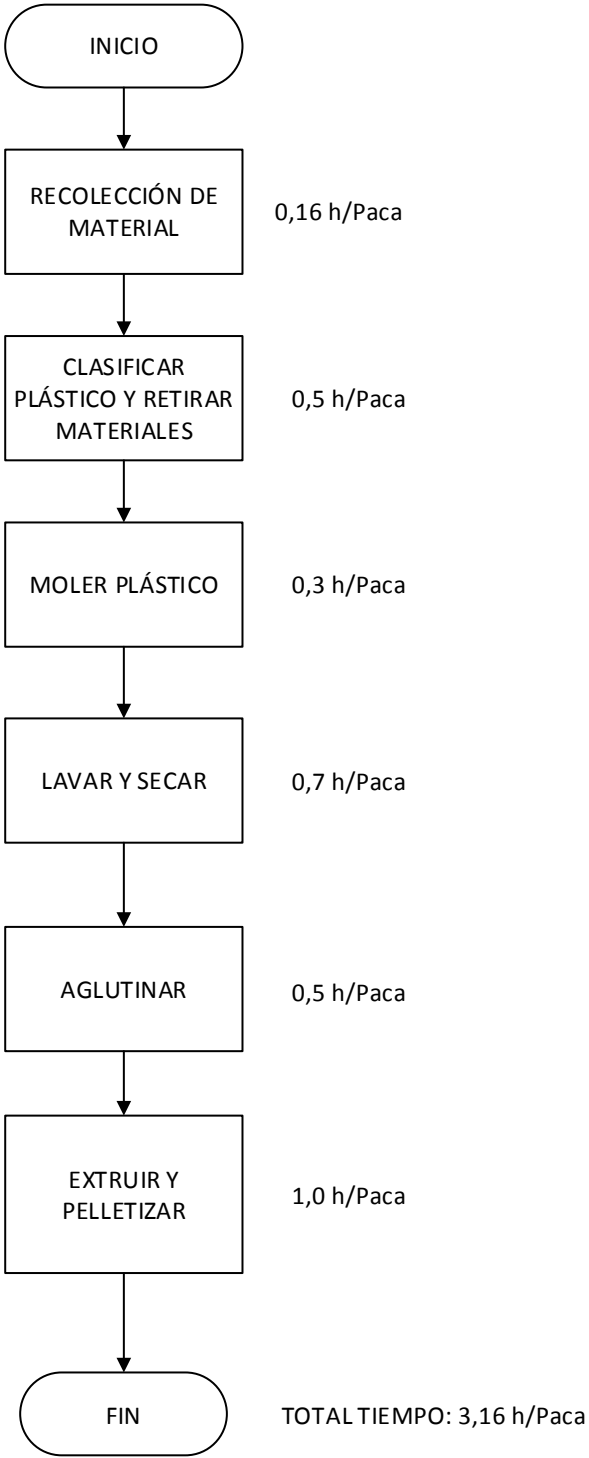 INICIO
RECOLECCIÓN DE
MATERIAL
0,16 h/Paca
CLASIFICAR
PLÁSTICO Y RETIRAR
MATERIALES
0,5 h/Paca
MOLER PLÁSTICO
0,3 h/Paca
LAVAR Y SECAR
0,7 h/Paca
AGLUTINAR
0,5 h/Paca
EXTRUIR Y
PELLETIZAR
1,0 h/Paca
FIN
TOTAL TIEMPO: 3,16 h/Paca